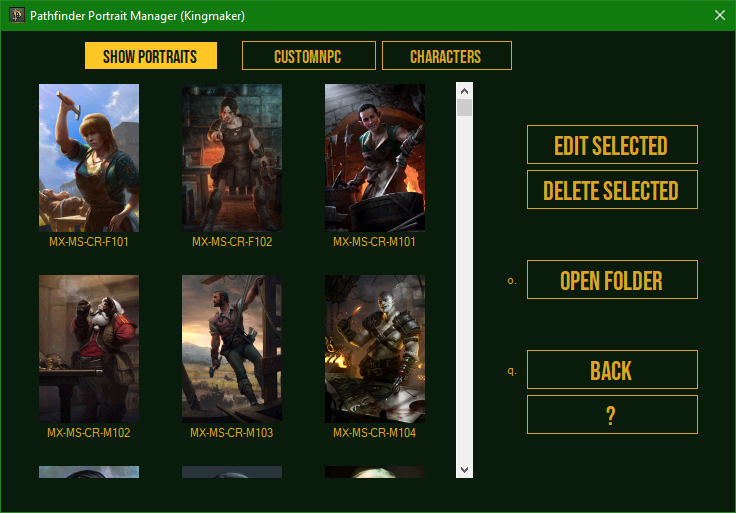 Pathfinder Portrait Manager (Kingmaker)
SHOW PORTRAITS
CUSTOMNPC
CHARACTERS
MX-MS-CR-F101
MX-MS-CR-F102
MX-MS-CR-M101
MX-MS-CR-M102
MX-MS-CR-M103
MX-MS-CR-M104
EDIT SELECTED
DELETE SELECTED
o. OPEN FOLDER
q. BACK
?